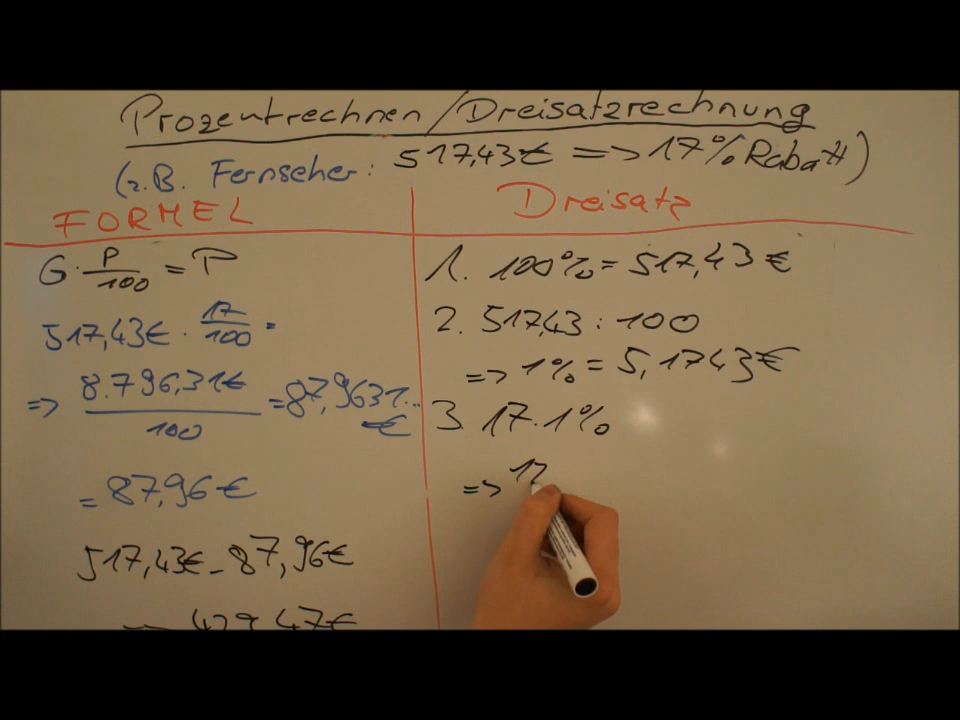 Prozentrechnen/Dreisatzrechnung
(z.B. Fernseher: 517,43€ => 17% Rabatt)
FORMEL
G · P/100 = P
517,43€ · 17/100 =
=> 8.796,31€/100 = 87,9631... €
= 87,96€
517,43€ - 87,96€
429,47€
Dreisatz
1. 100% = 517,43€
2. 517,43 : 100
=> 1% = 5,1743€
3. 17 · 1%
=> 17